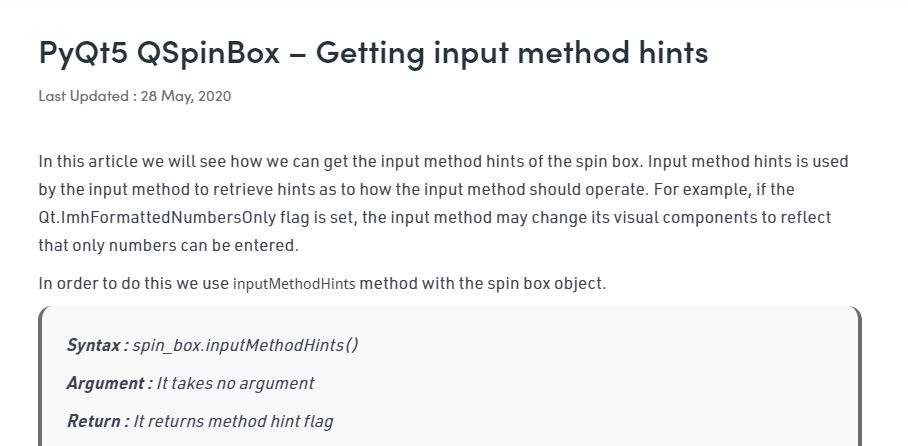 PyQt5 QSpinBox – Getting input method hints
Last Updated : 28 May, 2020
In this article we will see how we can get the input method hints of the spin box. Input method hints is used
by the input method to retrieve hints as to how the input method should operate. For example, if the
Qt.ImhFormattedNumbersOnly flag is set, the input method may change its visual components to reflect
that only numbers can be entered.
In order to do this we use inputMethodHints method with the spin box object.
Syntax : spin_box.inputMethodHints()
Argument : It takes no argument
Return : It returns method hint flag